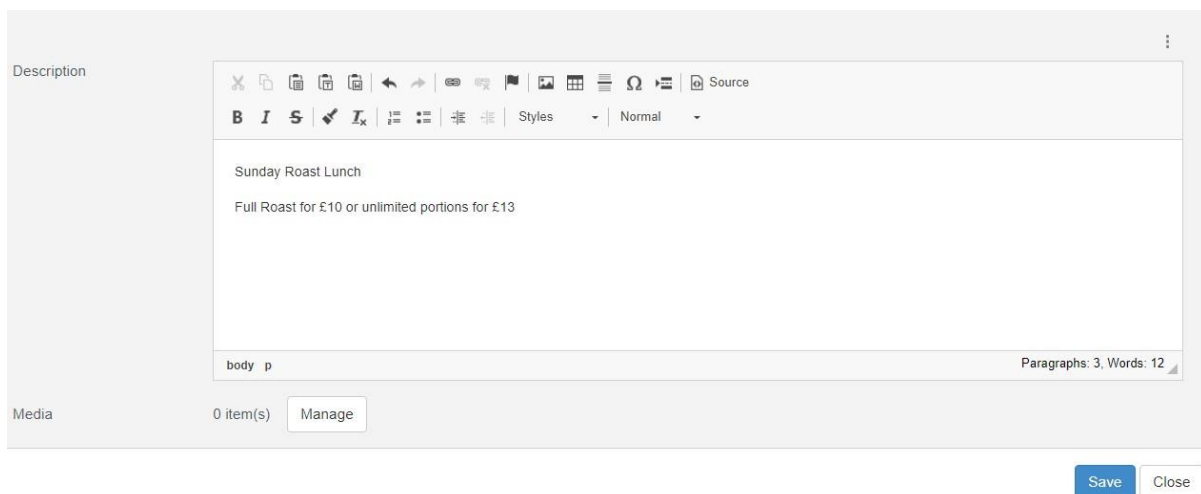 Description
Source
B I S Tx Styles Normal
Sunday Roast Lunch
Full Roast for £10 or unlimited portions for £13
body p
Paragraphs: 3, Words: 12
Media
0 item(s)
Manage
Save
Close